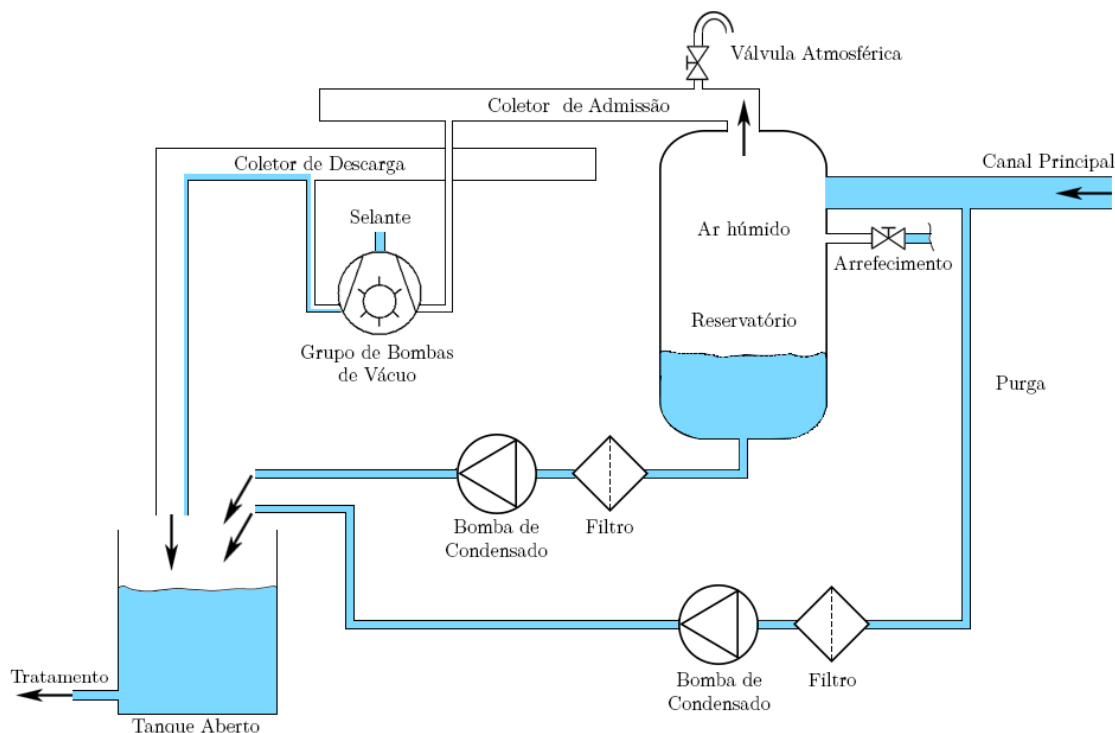 Válvula Atmosférica
Coletor de Admissão
Coletor de Descarga
Canal Principal
Selante
Ar húmido
Arrefecimento
Reservatório
Grupo de Bombas
de Vácuo
Purga
Bomba de
Condensado
Filtro
Bomba de
Condensado
Filtro
Tratamento
Tanque Aberto